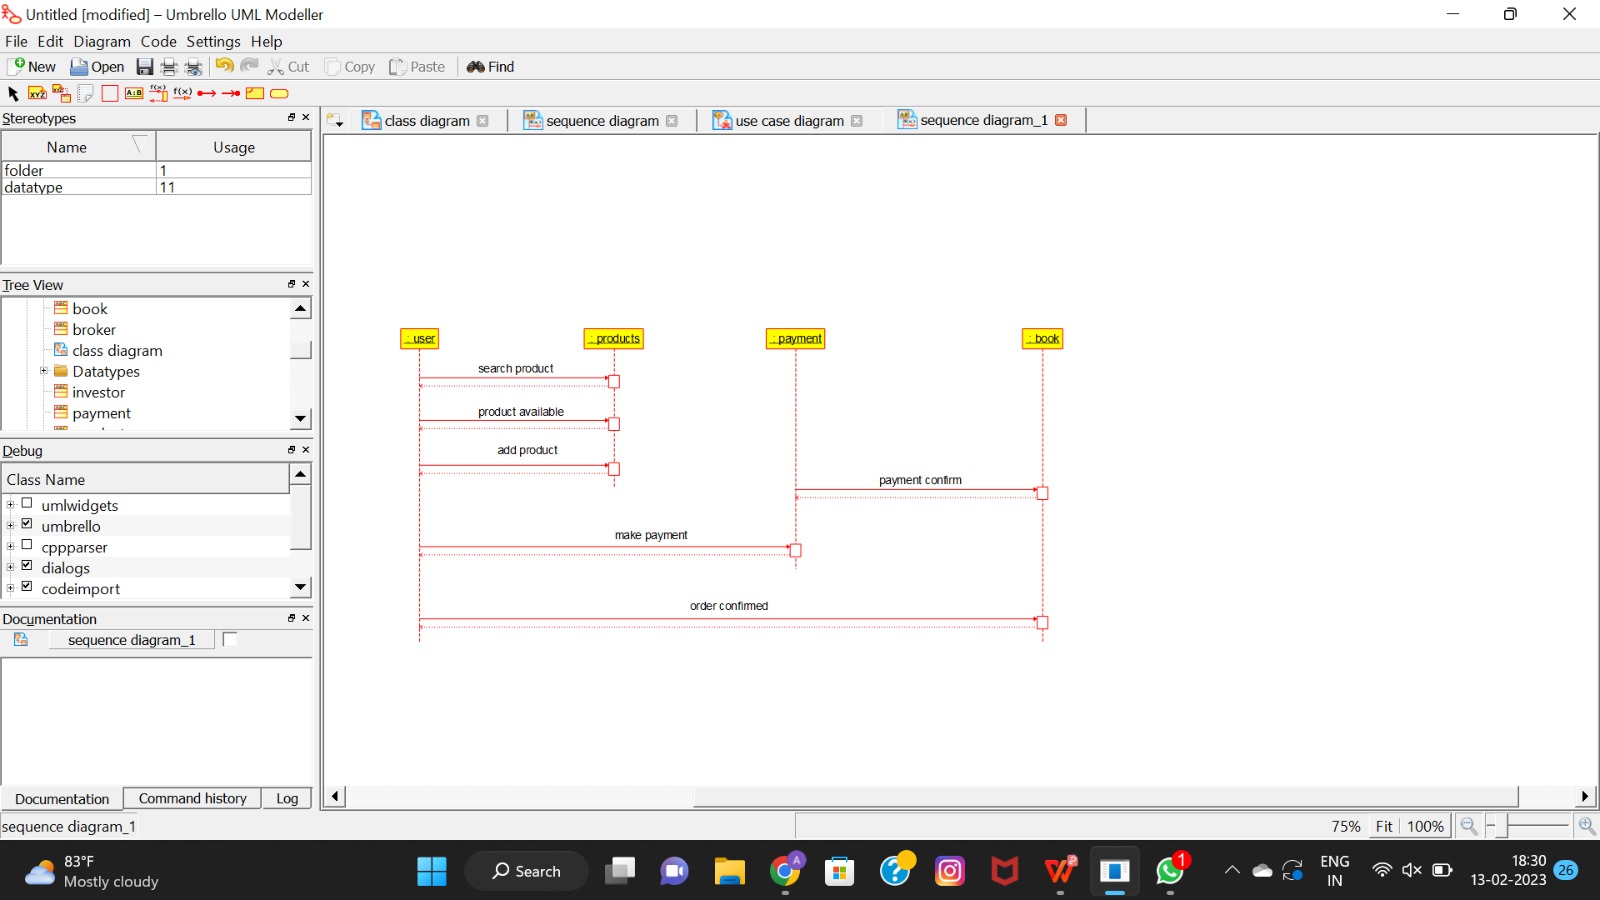 Untitled [modified] – Umbrello UML Modeller
File Edit Diagram Code Settings Help
New Open Cut Copy Paste Find
XYZ XYZ A:B f(x) f(x)
Stereotypes
class diagram sequence diagram use case diagram sequence diagram_1
Name Usage
folder 1
datatype 11
Tree View
book
broker
class diagram
Datatypes
investor
payment
: user : products : payment : book
search product
product available
add product
payment confirm
make payment
order confirmed
Debug
Class Name
umlwidgets
umbrello
cppparser
dialogs
codeimport
Documentation
sequence diagram_1
Documentation Command history Log
sequence diagram_1
75% Fit 100%
83°F
Mostly cloudy
Search
A
1
ENG
IN
18:30
13-02-2023
26